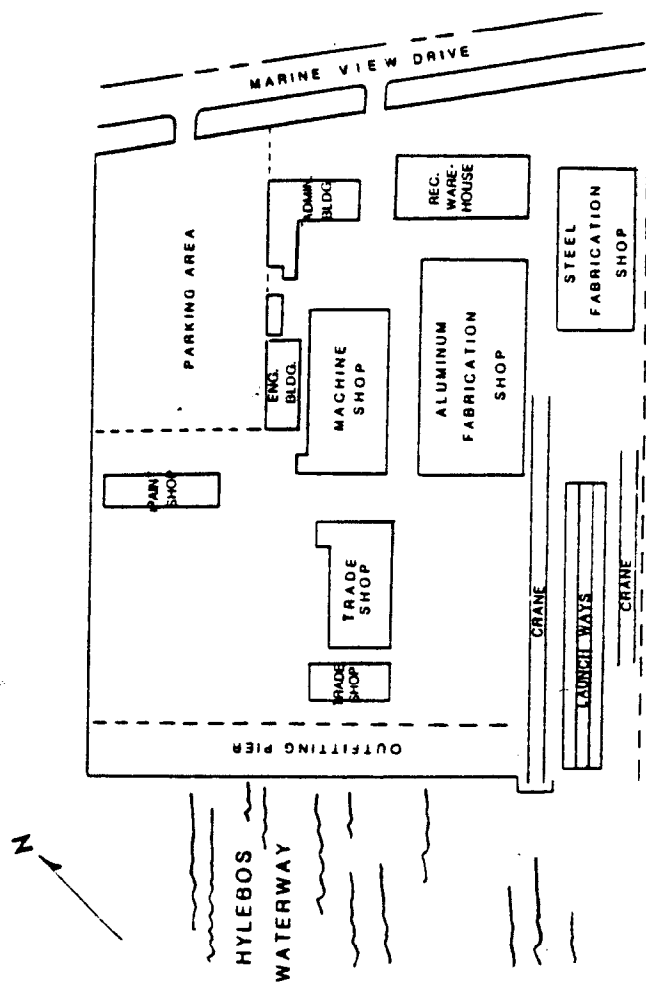 MARINE VIEW DRIVE
PARKING AREA
ADMIN.
BLDG.
REC.
WARE-
HOUSE
STEEL
FABRICATION
SHOP
ENG.
BLDG.
MACHINE
SHOP
ALUMINUM
FABRICATION
SHOP
PAINT
SHOP
TRADE
SHOP
TRADE
SHOP
CRANE
LAUNCH WAYS
CRANE
OUTFITTING PIER
N
HYLEBOS
WATERWAY